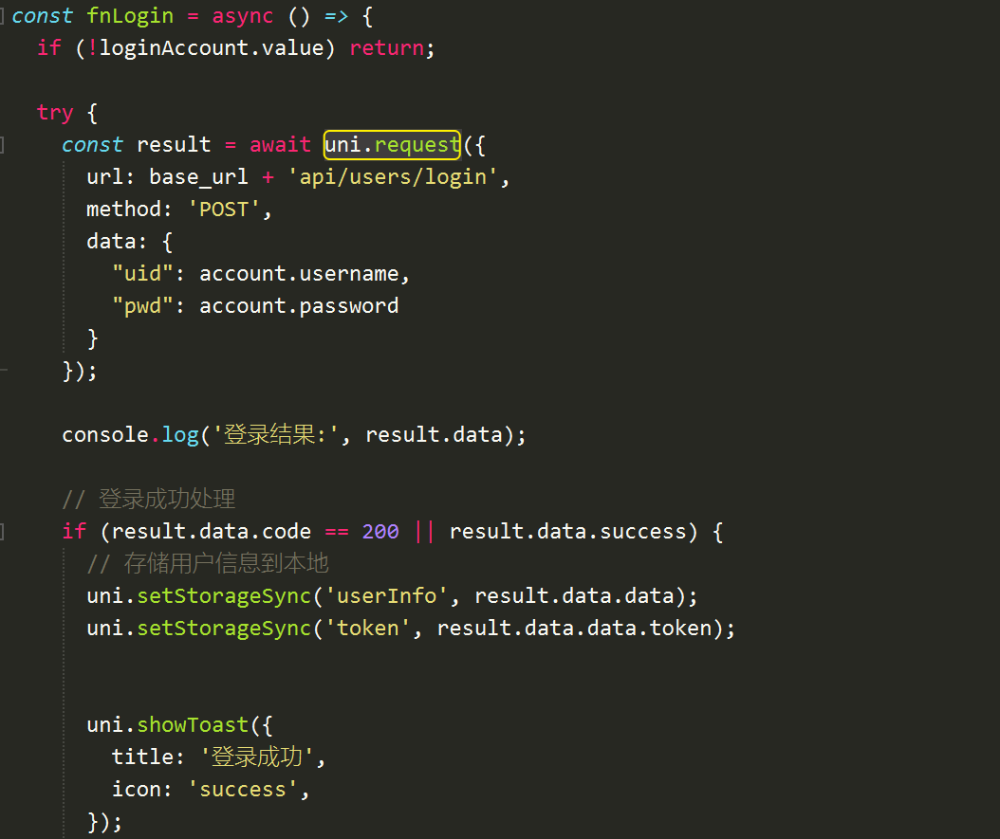 const fnLogin = async () => {
if (!loginAccount.value) return;
try {
const result = await uni.request({
url: base_url + 'api/users/login',
method: 'POST',
data: {
"uid": account.username,
"pwd": account.password
}
});
console.log('登录结果:', result.data);
// 登录成功处理
if (result.data.code == 200 || result.data.success) {
// 存储用户信息到本地
uni.setStorageSync('userInfo', result.data.data);
uni.setStorageSync('token', result.data.data.token);
uni.showToast({
title: '登录成功',
icon: 'success',
});